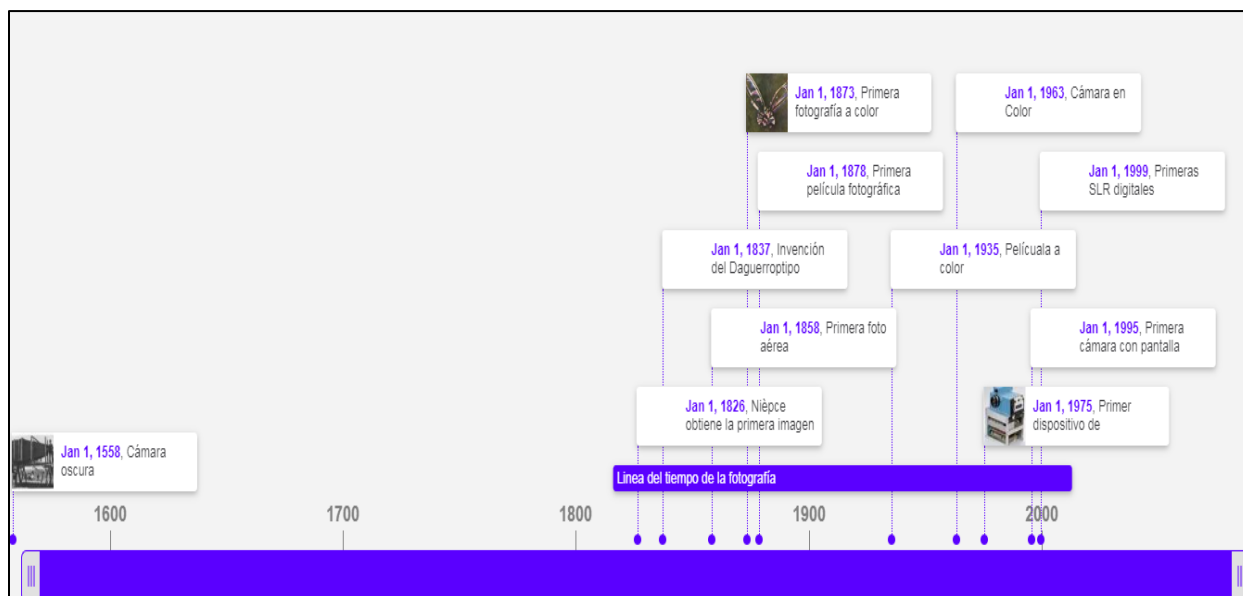 Jan 1, 1873, Primera
fotografía a color
Jan 1, 1963, Cámara en
Color
Jan 1, 1878, Primera
película fotográfica
Jan 1, 1999, Primeras
SLR digitales
Jan 1, 1837, Invención
del Daguerroptipo
Jan 1, 1935, Pelícuala a
color
Jan 1, 1858, Primera foto
aérea
Jan 1, 1995, Primera
cámara con pantalla
Jan 1, 1826, Nièpce
obtiene la primera imagen
Jan 1, 1975, Primer
dispositivo de
Jan 1, 1558, Cámara
oscura
Linea del tiempo de la fotografía
1600 1700 1800 1900 2000